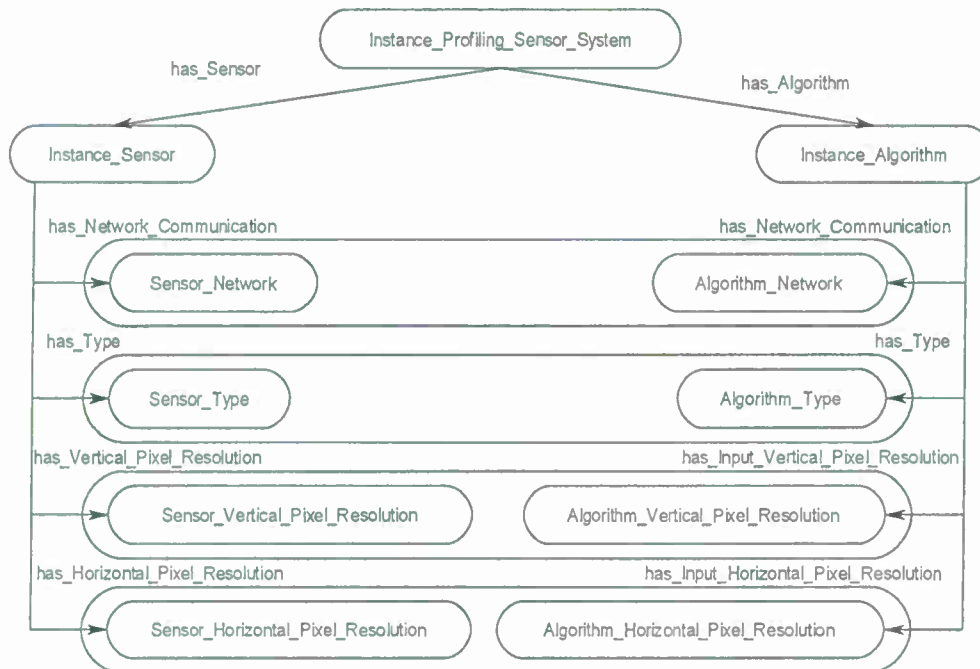 Instance_Profiling_Sensor_System
has_Sensor
has_Algorithm
Instance_Sensor
Instance_Algorithm
has_Network_Communication
has_Network_Communication
Sensor_Network
Algorithm_Network
has_Type
has_Type
Sensor_Type
Algorithm_Type
has_Vertical_Pixel_Resolution
has_Input_Vertical_Pixel_Resolution
Sensor_Vertical_Pixel_Resolution
Algorithm_Vertical_Pixel_Resolution
has_Horizontal_Pixel_Resolution
has_Input_Horizontal_Pixel_Resolution
Sensor_Horizontal_Pixel_Resolution
Algorithm_Horizontal_Pixel_Resolution